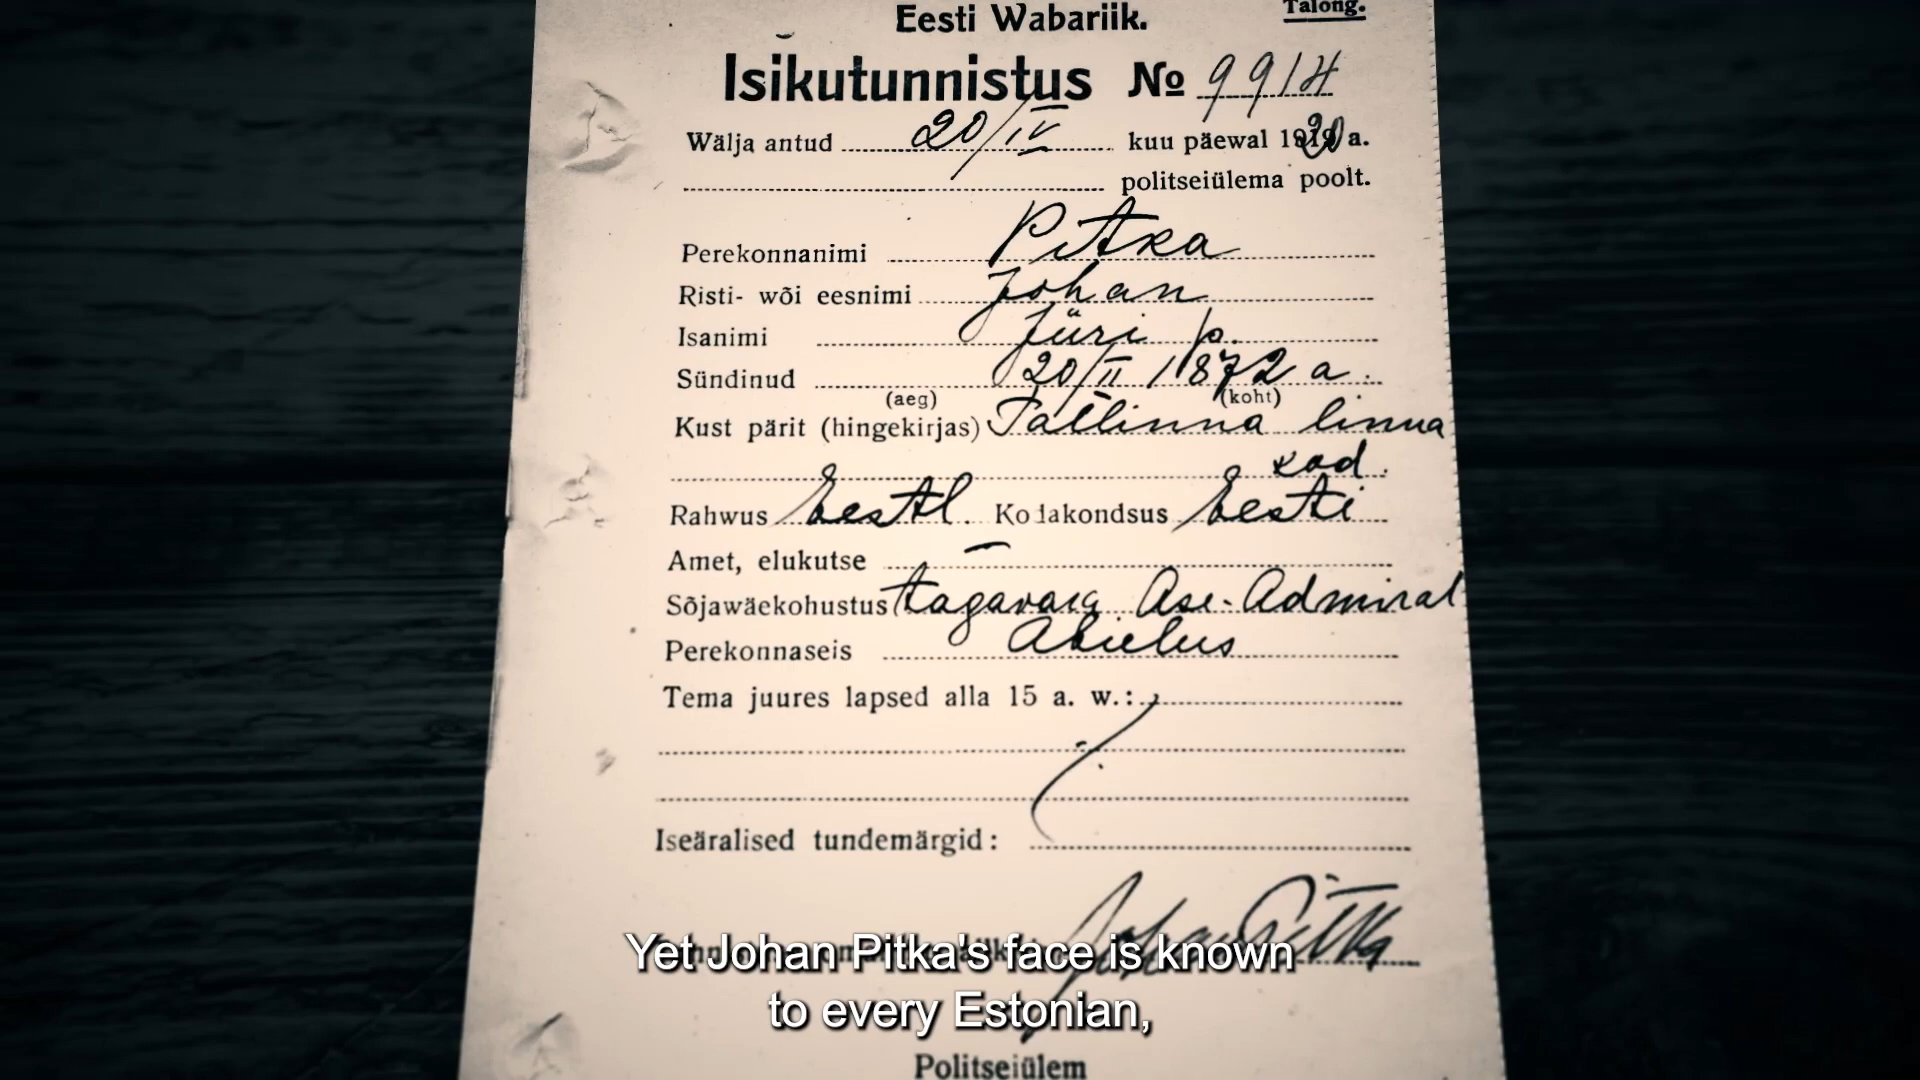 Talong.
Eesti Wabariik.
Isikutunnistus No 9914
Wälja antud 20/IV kuu päewal 1920 a.
politseiülema poolt.
Perekonnanimi Pitka
Risti- wõi eesnimi Johan
Isanimi Jüri p.
Sündinud 20/II 1872 a.
(aeg) (koht)
Kust pärit (hingekirjas) Tallinna linna
kod.
Rahwus Eestl. Kodakondsus Eesti
Amet, elukutse —
Sõjawäekohustus tagavara Ase-Admiral
Perekonnaseis Abielus
Tema juures lapsed alla 15 a. w.:
Iseäralised tundemärgid:
Johan Pitka
Yet Johan Pitka's face is known
to every Estonian,
Politseiülem